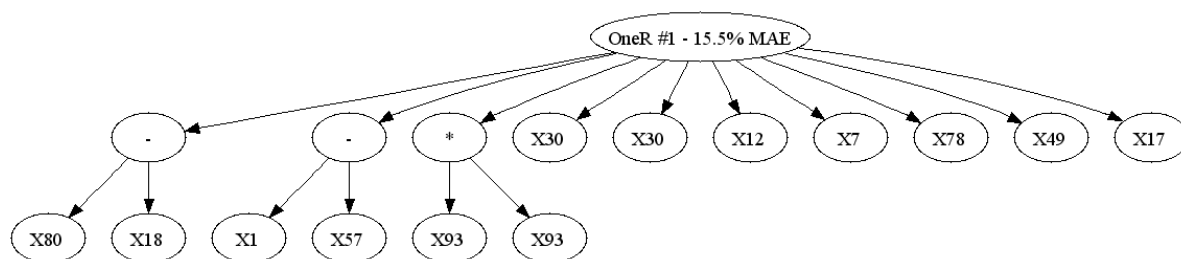 OneR #1 - 15.5% MAE
- - * X30 X30 X12 X7 X78 X49 X17
X80 X18 X1 X57 X93 X93